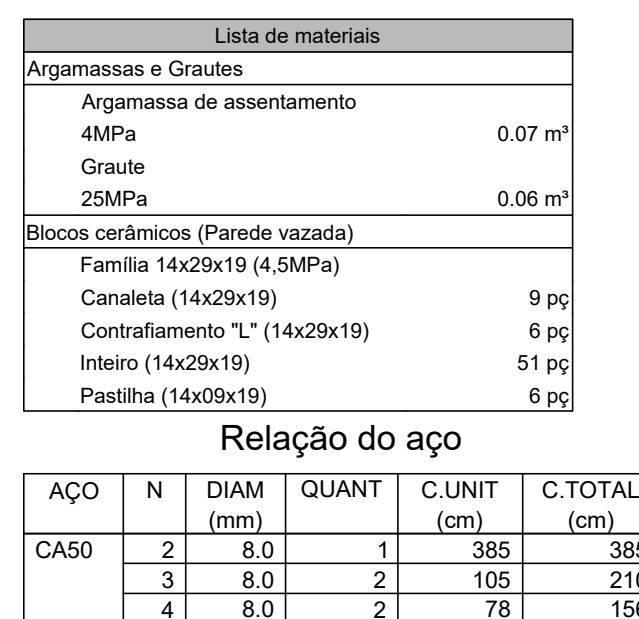 Lista de materiais
Argamassas e Grautes
Argamassa de assentamento
4MPa 0.07 m³
Graute
25MPa 0.06 m³
Blocos cerâmicos (Parede vazada)
Família 14x29x19 (4,5MPa)
Canaleta (14x29x19) 9 pç
Contrafiamento "L" (14x29x19) 6 pç
Inteiro (14x29x19) 51 pç
Pastilha (14x09x19) 6 pç
Relação do aço
AÇO N DIAM QUANT C.UNIT C.TOTAL
(mm) (cm) (cm)
CA50 2 8.0 1 385 385
3 8.0 2 105 210
4 8.0 2 78 156